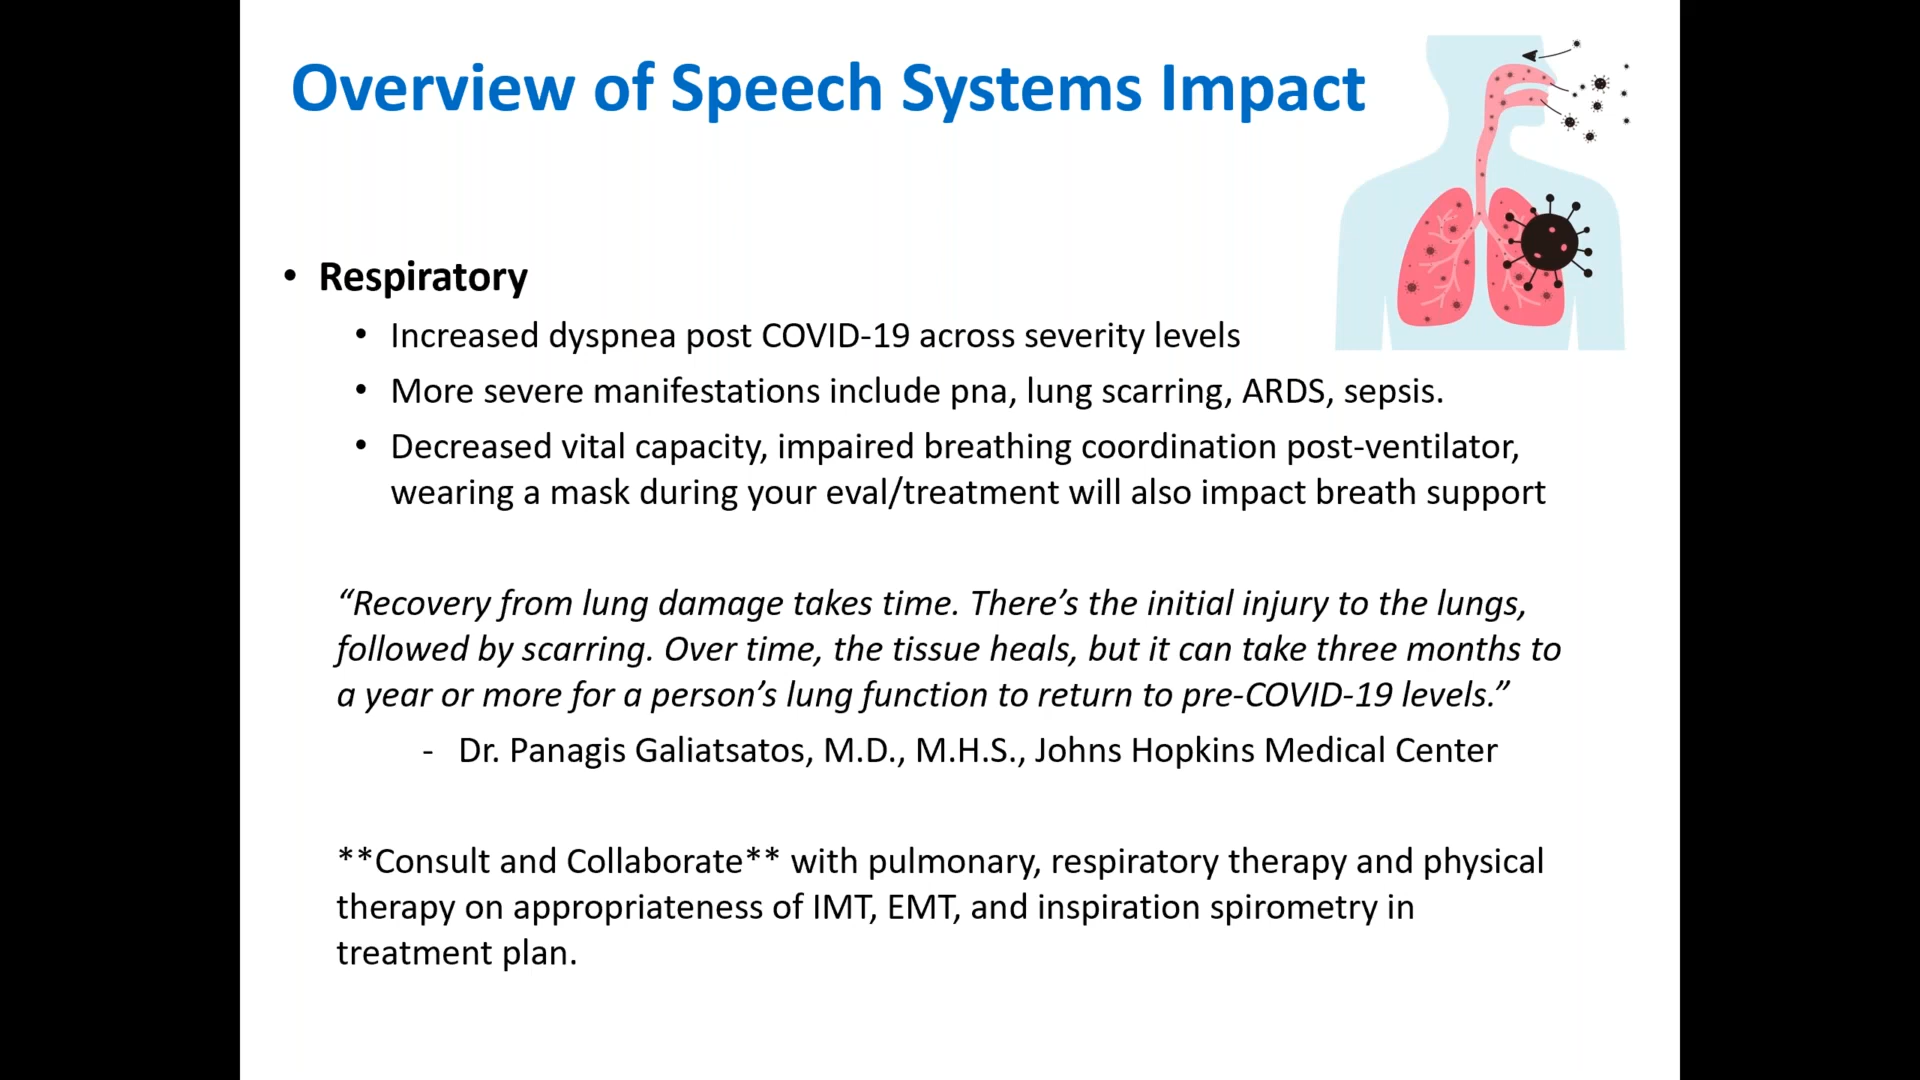 Overview of Speech Systems Impact
• Respiratory
• Increased dyspnea post COVID-19 across severity levels
• More severe manifestations include pna, lung scarring, ARDS, sepsis.
• Decreased vital capacity, impaired breathing coordination post-ventilator,
wearing a mask during your eval/treatment will also impact breath support
“Recovery from lung damage takes time. There’s the initial injury to the lungs,
followed by scarring. Over time, the tissue heals, but it can take three months to
a year or more for a person’s lung function to return to pre-COVID-19 levels.”
- Dr. Panagis Galiatsatos, M.D., M.H.S., Johns Hopkins Medical Center
**Consult and Collaborate** with pulmonary, respiratory therapy and physical
therapy on appropriateness of IMT, EMT, and inspiration spirometry in
treatment plan.